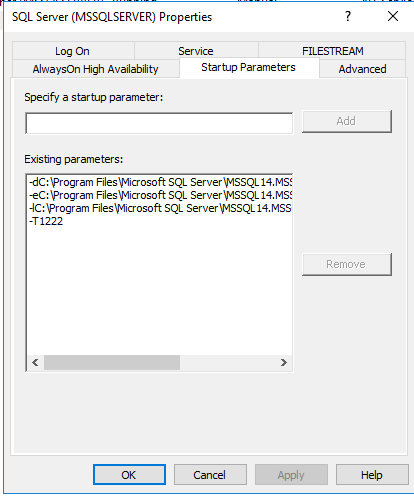 SQL Server (MSSQLSERVER) Properties
Log On Service FILESTREAM
AlwaysOn High Availability Startup Parameters Advanced
Specify a startup parameter:
Add
Existing parameters:
-dC:\Program Files\Microsoft SQL Server\MSSQL14.MSS
-eC:\Program Files\Microsoft SQL Server\MSSQL14.MSS
-lC:\Program Files\Microsoft SQL Server\MSSQL14.MSS
-T1222
Remove
OK Cancel Apply Help